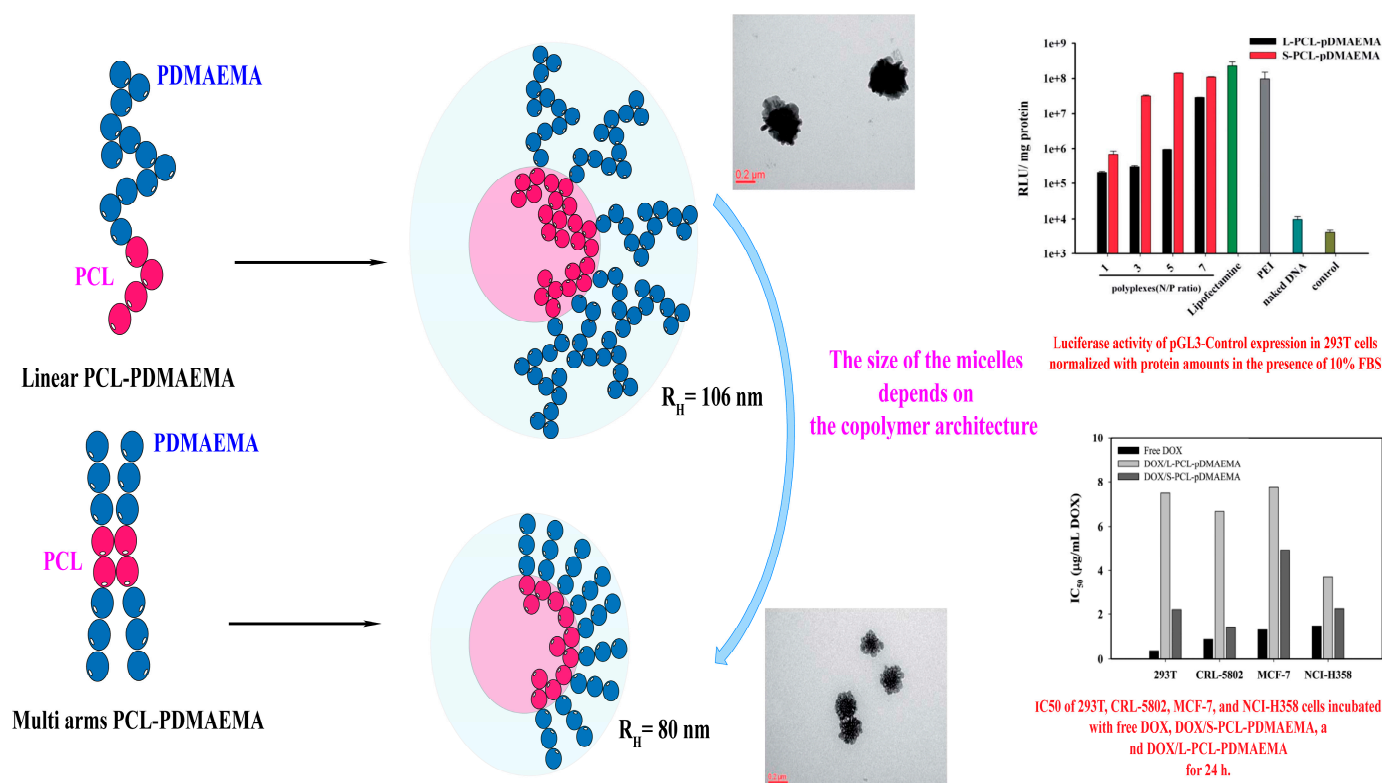 PDMAEMA
PCL
Linear PCL-PDMAEMA
PDMAEMA
PCL
Multi arms PCL-PDMAEMA
R_H= 106 nm
R_H= 80 nm
0.2 µm
0.2 µm
The size of the micelles
depends on
the copolymer architecture
L-PCL-pDMAEMA
S-PCL-pDMAEMA
RLU/ mg protein
1e+9
1e+8
1e+7
1e+6
1e+5
1e+4
1e+3
1
3
5
7
polyplexes(N/P ratio)
Lipofectamine
PEI
naked DNA
control
Luciferase activity of pGL3-Control expression in 293T cells
normalized with protein amounts in the presence of 10% FBS
Free DOX
DOX/L-PCL-pDMAEMA
DOX/S-PCL-pDMAEMA
IC50 (µg/mL DOX)
10
8
6
4
2
0
293T
CRL-5802
MCF-7
NCI-H358
IC50 of 293T, CRL-5802, MCF-7, and NCI-H358 cells incubated
with free DOX, DOX/S-PCL-PDMAEMA, a
nd DOX/L-PCL-PDMAEMA
for 24 h.